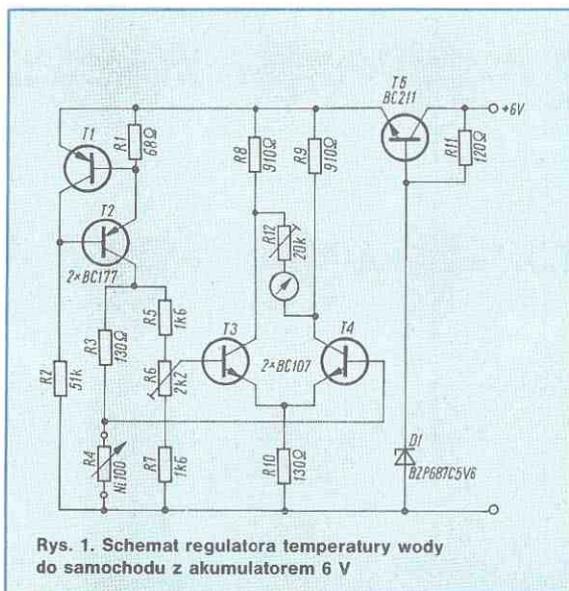 T5
BC211
+6V
T1
R1
68Ω
R8
910Ω
R9
910Ω
R11
120Ω
T2
2×BC177
R12
20k
R5
1k6
R3
130Ω
T3
T4
R6
2k2
2×BC107
R2
51k
R4
Ni100
R7
1k6
R10
130Ω
D1
BZP687C5V6
Rys. 1. Schemat regulatora temperatury wody
do samochodu z akumulatorem 6 V